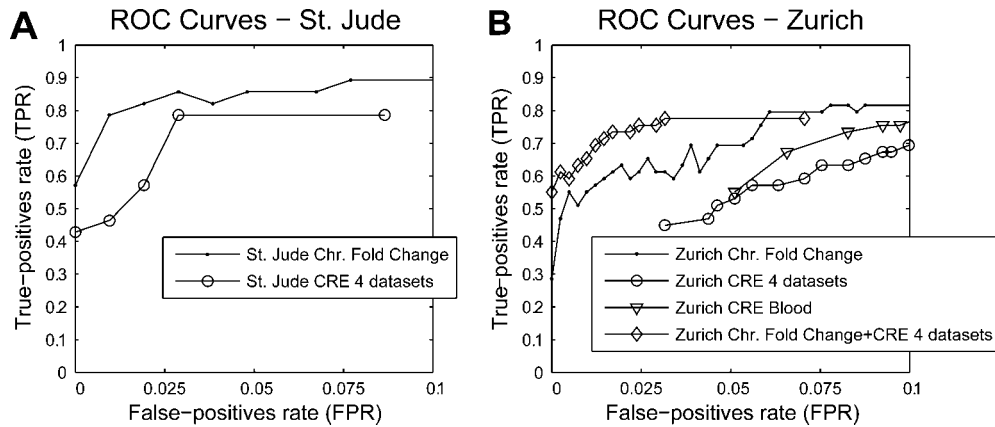 A
ROC Curves − St. Jude
True−positives rate (TPR)
1
0.9
0.8
0.7
0.6
0.5
0.4
0.3
0.2
0.1
0
St. Jude Chr. Fold Change
St. Jude CRE 4 datasets
0
0.025
0.05
0.075
0.1
False−positives rate (FPR)
B
ROC Curves − Zurich
True−positives rate (TPR)
1
0.9
0.8
0.7
0.6
0.5
0.4
0.3
0.2
0.1
0
Zurich Chr. Fold Change
Zurich CRE 4 datasets
Zurich CRE Blood
Zurich Chr. Fold Change+CRE 4 datasets
0
0.025
0.05
0.075
0.1
False−positives rate (FPR)